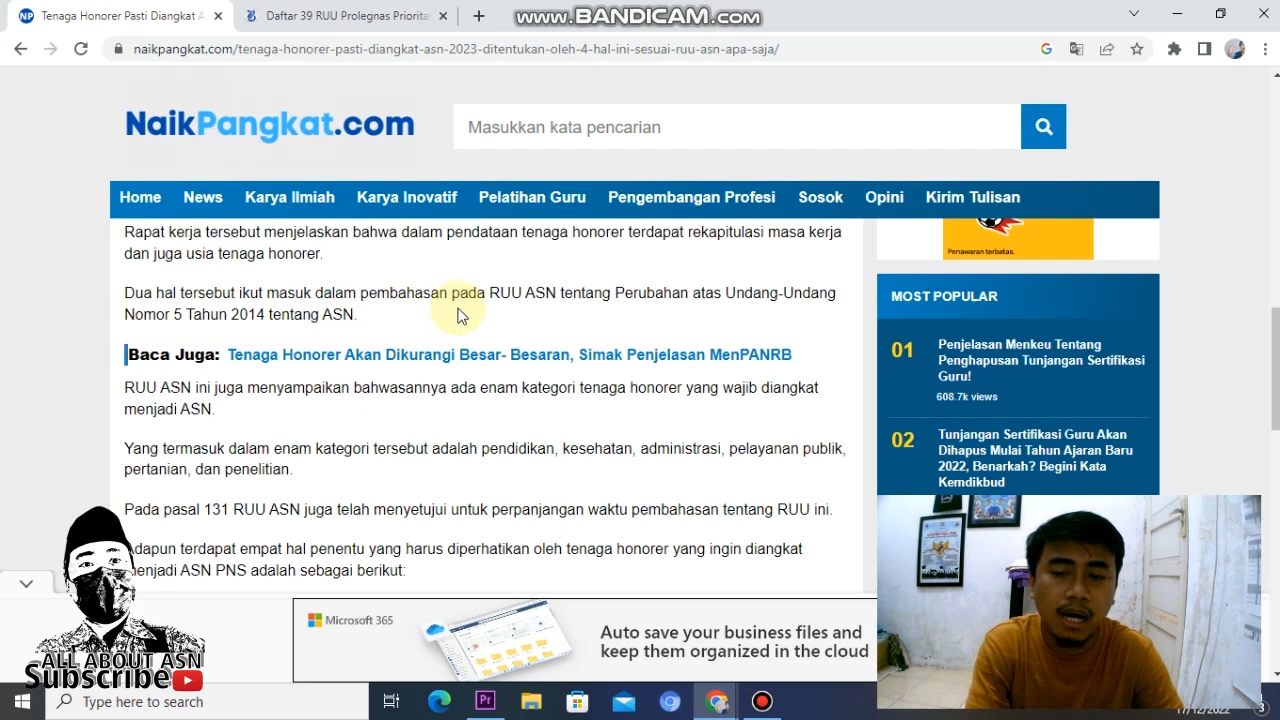 Tenaga Honorer Pasti Diangkat A
Daftar 39 RUU Prolegnas Priorita
www.BANDICAM.com
naikpangkat.com/tenaga-honorer-pasti-diangkat-asn-2023-ditentukan-oleh-4-hal-ini-sesuai-ruu-asn-apa-saja/
NaikPangkat.com
Masukkan kata pencarian
Home News Karya Ilmiah Karya Inovatif Pelatihan Guru Pengembangan Profesi Sosok Opini Kirim Tulisan
Rapat kerja tersebut menjelaskan bahwa dalam pendataan tenaga honorer terdapat rekapitulasi masa kerja
dan juga usia tenaga honorer.
Dua hal tersebut ikut masuk dalam pembahasan pada RUU ASN tentang Perubahan atas Undang-Undang
Nomor 5 Tahun 2014 tentang ASN.
Baca Juga: Tenaga Honorer Akan Dikurangi Besar- Besaran, Simak Penjelasan MenPANRB
RUU ASN ini juga menyampaikan bahwasannya ada enam kategori tenaga honorer yang wajib diangkat
menjadi ASN.
Yang termasuk dalam enam kategori tersebut adalah pendidikan, kesehatan, administrasi, pelayanan publik,
pertanian, dan penelitian.
Pada pasal 131 RUU ASN juga telah menyetujui untuk perpanjangan waktu pembahasan tentang RUU ini.
Adapun terdapat empat hal penentu yang harus diperhatikan oleh tenaga honorer yang ingin diangkat
menjadi ASN PNS adalah sebagai berikut:
Penawaran terbatas.
MOST POPULAR
01 Penjelasan Menkeu Tentang
Penghapusan Tunjangan Sertifikasi
Guru!
608.7k views
02 Tunjangan Sertifikasi Guru Akan
Dihapus Mulai Tahun Ajaran Baru
2022, Benarkah? Begini Kata
Kemdikbud
Microsoft 365
Auto save your business files and
keep them organized in the cloud
ALL ABOUT ASN
Subscribe
Type here to search
Pr
17/12/2022
3